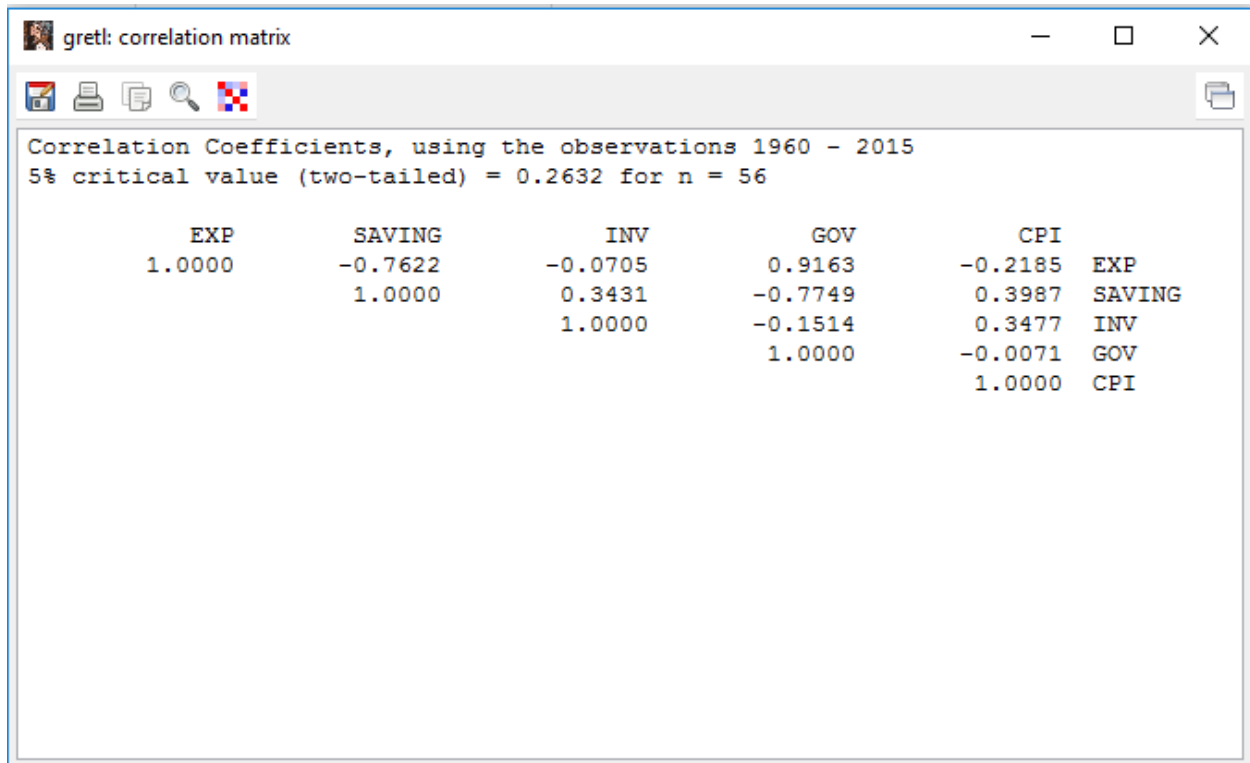 gretl: correlation matrix
Correlation Coefficients, using the observations 1960 - 2015
5% critical value (two-tailed) = 0.2632 for n = 56
EXP SAVING INV GOV CPI
1.0000 -0.7622 -0.0705 0.9163 -0.2185 EXP
1.0000 0.3431 -0.7749 0.3987 SAVING
1.0000 -0.1514 0.3477 INV
1.0000 -0.0071 GOV
1.0000 CPI